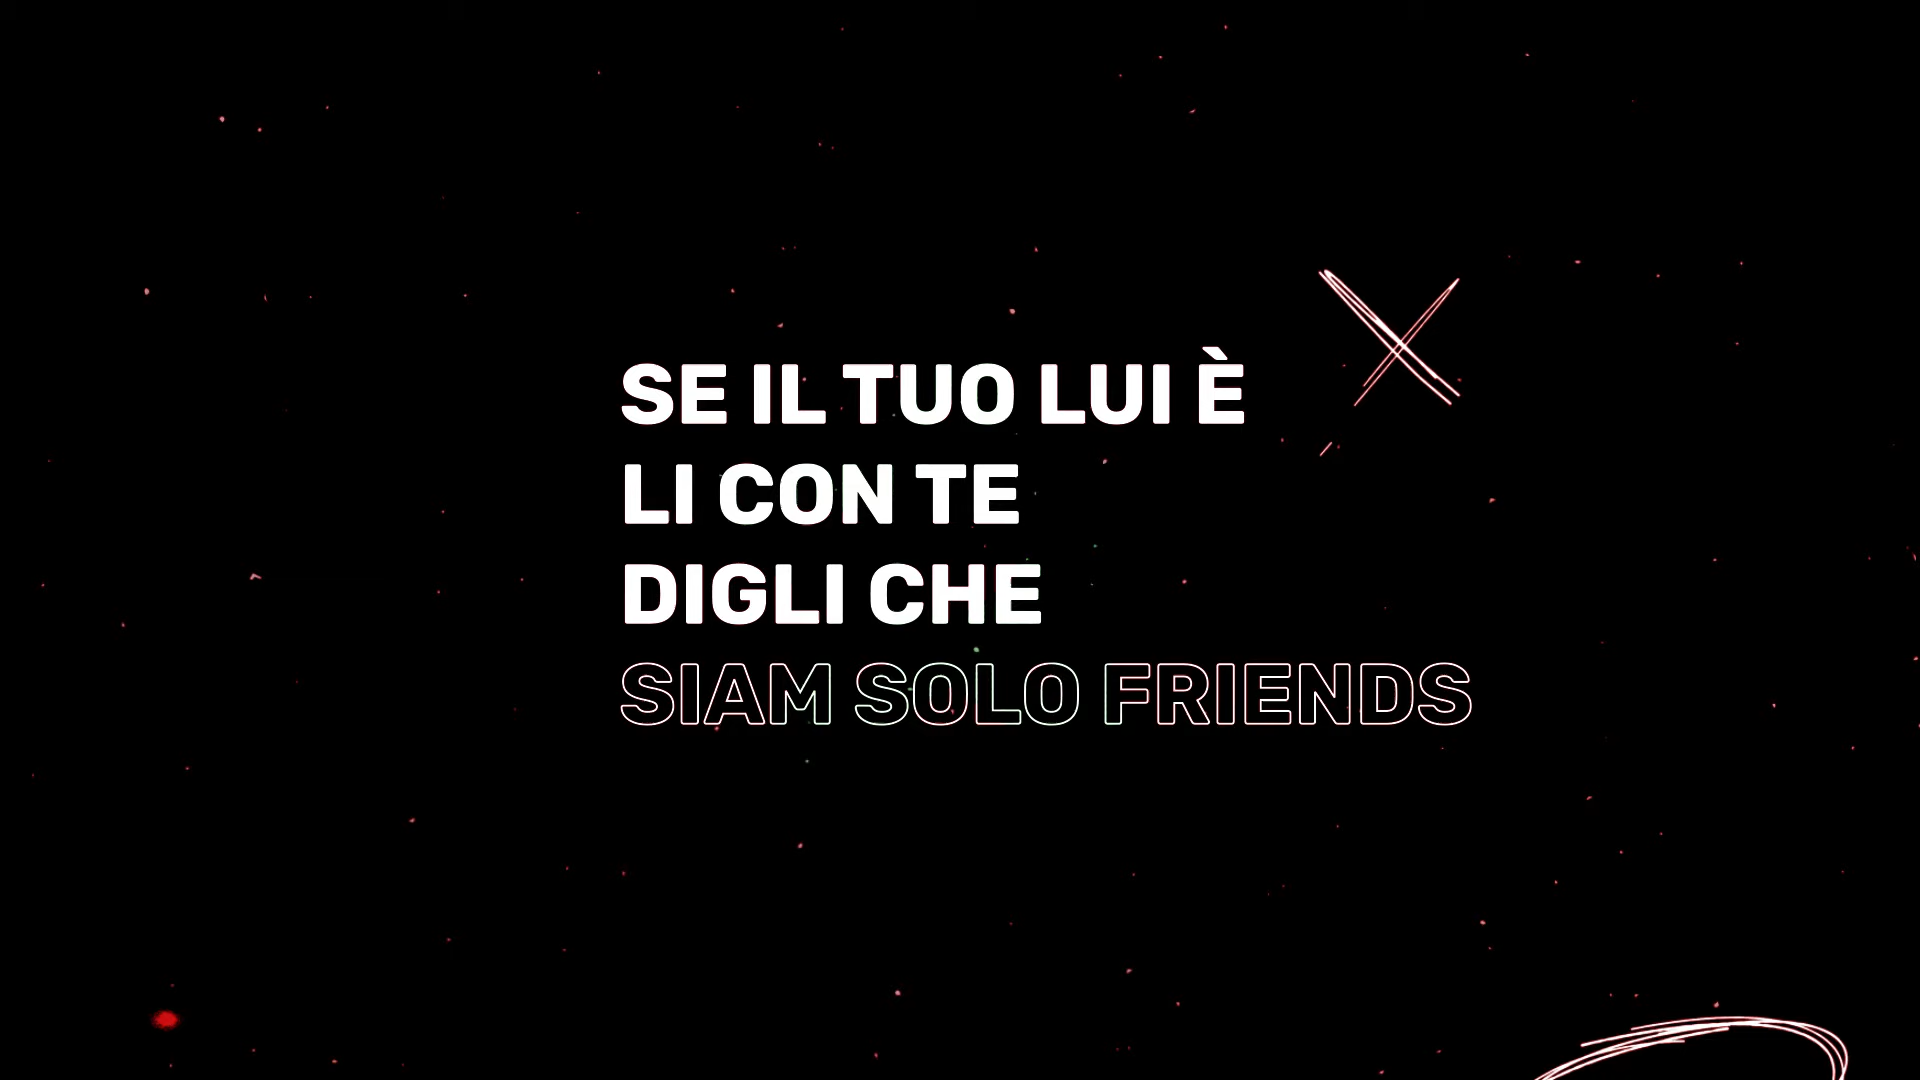 SE IL TUO LUI È
LI CON TE
DIGLI CHE
SIAM SOLO FRIENDS